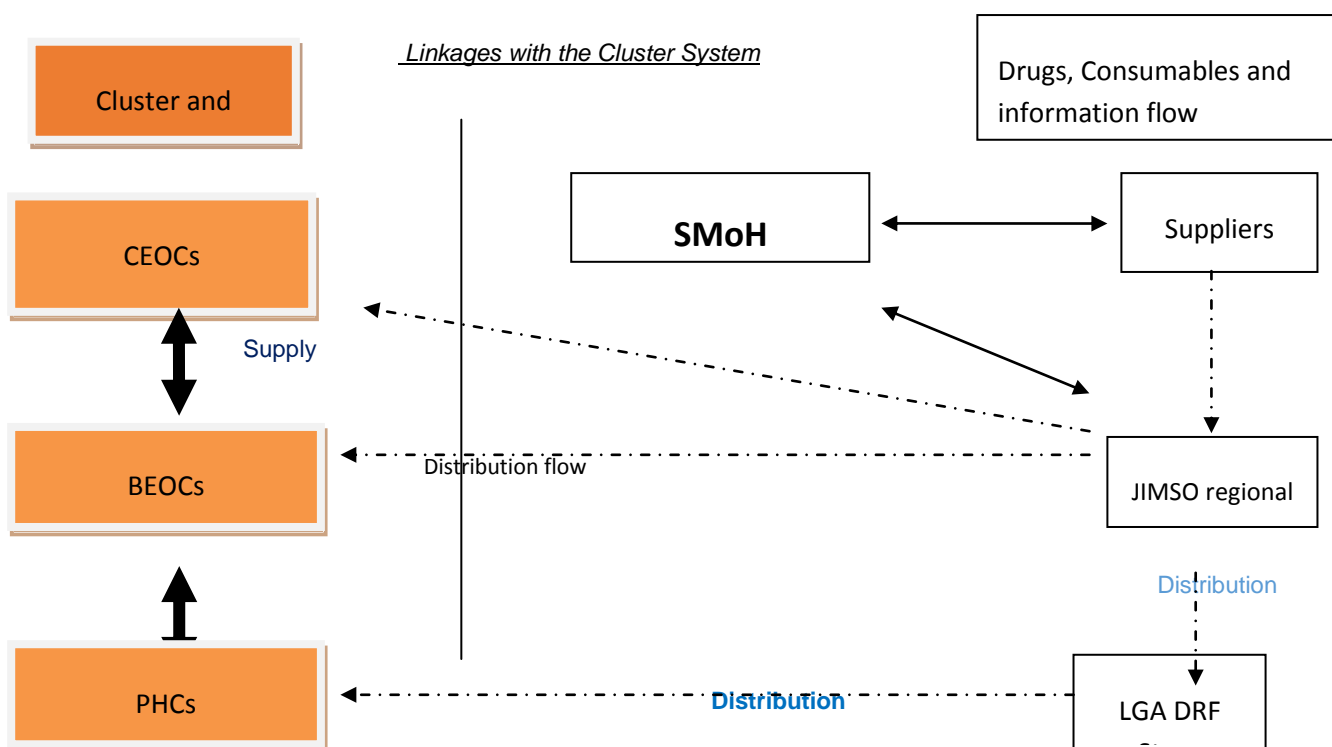 Linkages with the Cluster System
Drugs, Consumables and
information flow
Cluster and
SMoH
Suppliers
CEOCs
Supply
BEOCs
Distribution flow
JIMSO regional
Distribution
PHCs
Distribution
LGA DRF